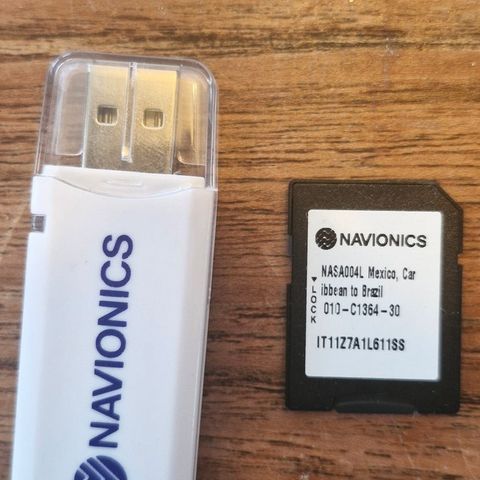 NAVIONICS
NAVIONICS
NASA004L Mexico, Car
ibbean to Brazil
010-C1364-30
LOCK
IT11Z7A1L611SS